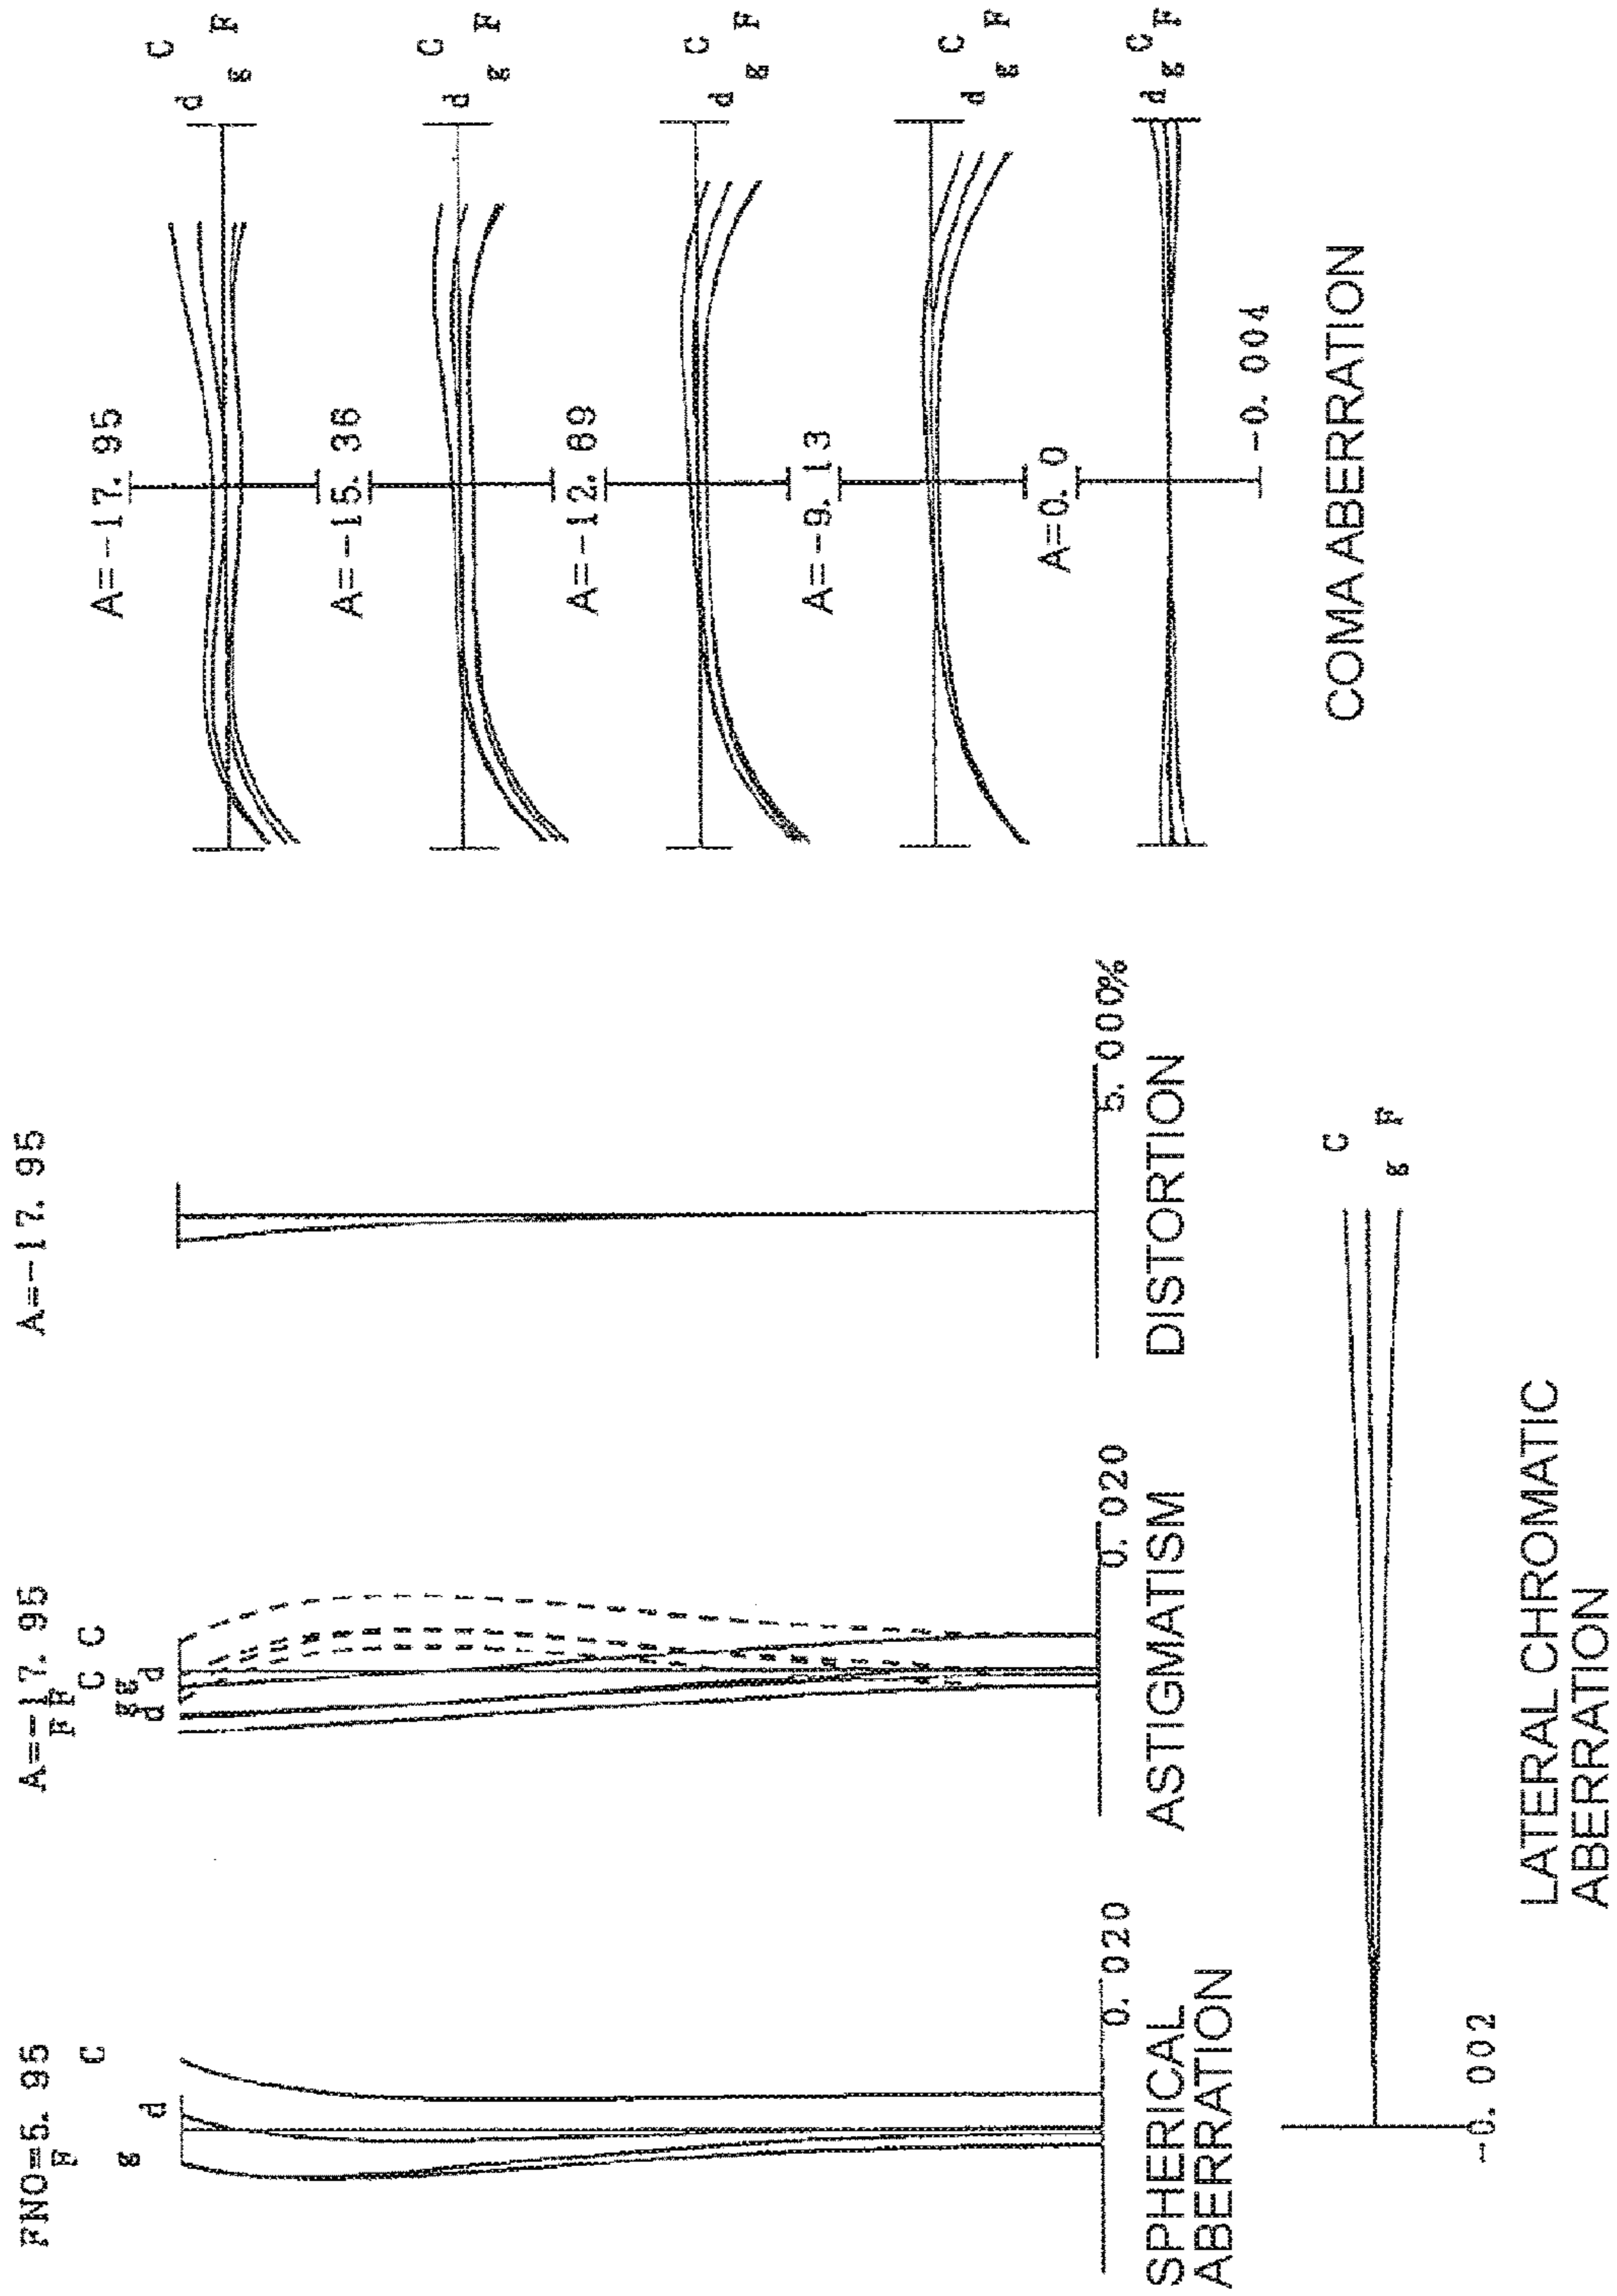 FNO=5. 95
F
C
g
d
0. 020
SPHERICAL
ABERRATION
A=-17. 95
F F
C C
g g
d d
0. 020
ASTIGMATISM
A=-17. 95
5. 000%
DISTORTION
-0. 002
C
F
g
LATERAL CHROMATIC
ABERRATION
A=-17. 95
C
d
F
g
A=-15. 36
C
d
F
g
A=-12. 69
C
d
F
g
A=-9. 13
C
d
F
g
A=0. 0
C
d
F
g
-0. 004
COMA ABERRATION